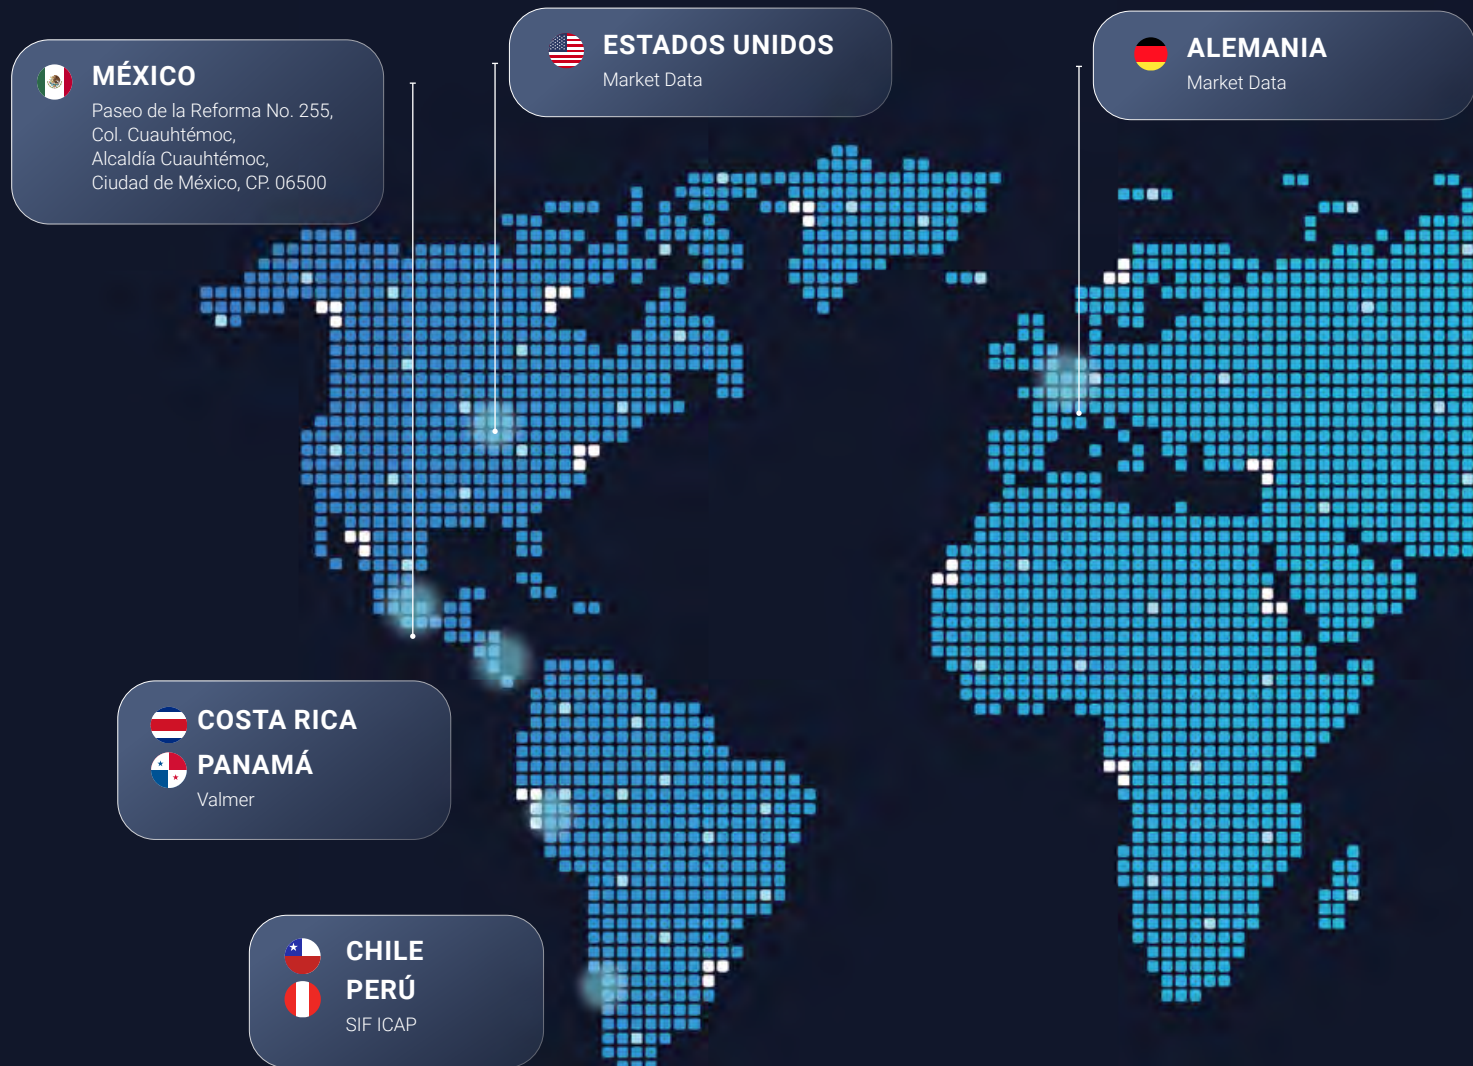 MÉXICO
Paseo de la Reforma No. 255,
Col. Cuauhtémoc,
Alcaldía Cuauhtémoc,
Ciudad de México, CP. 06500
ESTADOS UNIDOS
Market Data
ALEMANIA
Market Data
COSTA RICA
PANAMÁ
Valmer
CHILE
PERÚ
SIF ICAP